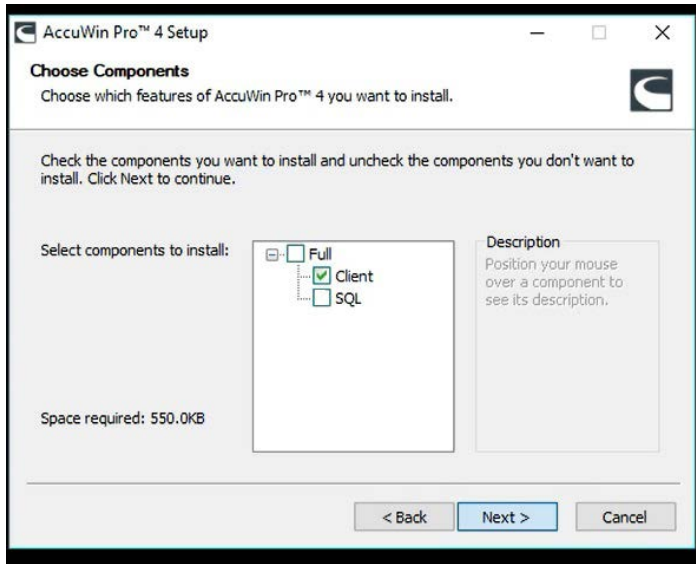 AccuWin Pro™ 4 Setup
Choose Components
Choose which features of AccuWin Pro™ 4 you want to install.
Check the components you want to install and uncheck the components you don't want to
install. Click Next to continue.
Select components to install:
Full
Client
SQL
Description
Position your mouse
over a component to
see its description.
Space required: 550.0KB
< Back
Next >
Cancel